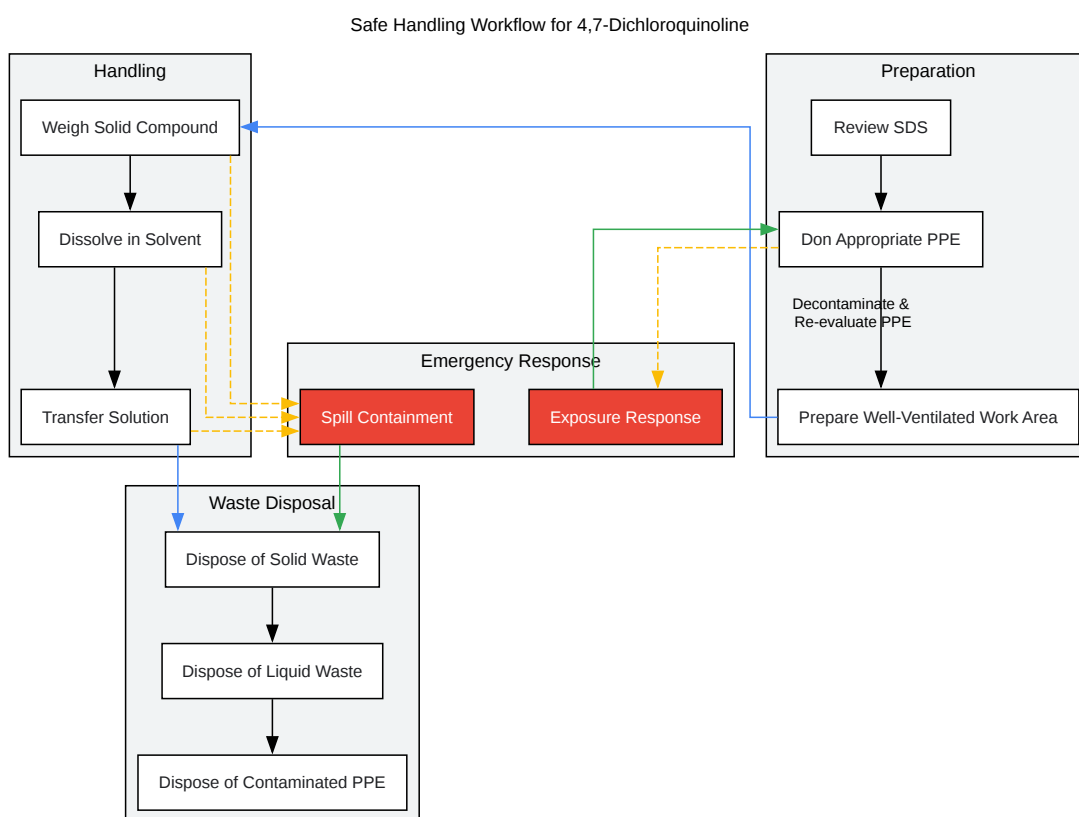 Safe Handling Workflow for 4,7-Dichloroquinoline
Handling
Weigh Solid Compound
Dissolve in Solvent
Transfer Solution
Preparation
Review SDS
Don Appropriate PPE
Decontaminate &
Re-evaluate PPE
Prepare Well-Ventilated Work Area
Emergency Response
Spill Containment
Exposure Response
Waste Disposal
Dispose of Solid Waste
Dispose of Liquid Waste
Dispose of Contaminated PPE